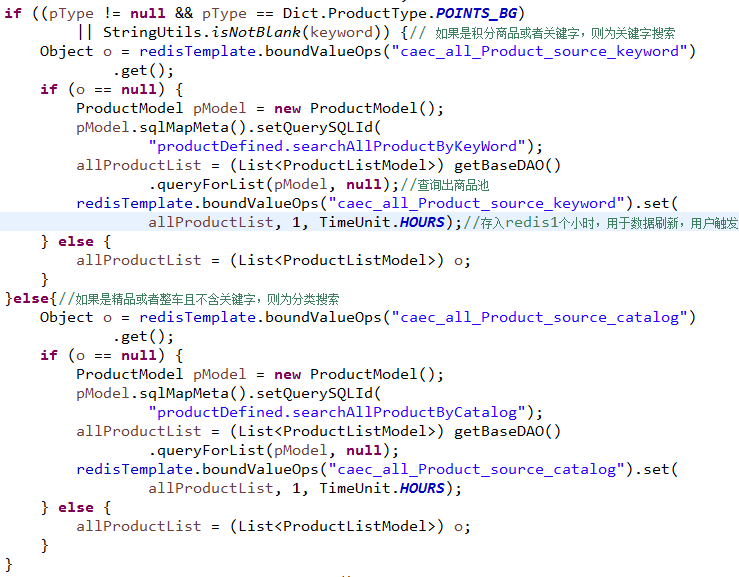 if ((pType != null && pType == Dict.ProductType.POINTS_BG)
|| StringUtils.isNotBlank(keyword)) {// 如果是积分商品或者关键字，则为关键字搜索
Object o = redisTemplate.boundValueOps("caec_all_Product_source_keyword")
.get();
if (o == null) {
ProductModel pModel = new ProductModel();
pModel.sqlMapMeta().setQuerySQLId(
"productDefined.searchAllProductByKeyWord");
allProductList = (List<ProductListModel>) getBaseDAO()
.queryForList(pModel, null);//查询出商品池
redisTemplate.boundValueOps("caec_all_Product_source_keyword").set(
allProductList, 1, TimeUnit.HOURS);//存入redis1个小时，用于数据刷新，用户触发
} else {
allProductList = (List<ProductListModel>) o;
}
}else{//如果是精品或者整车且不含关键字，则为分类搜索
Object o = redisTemplate.boundValueOps("caec_all_Product_source_catalog")
.get();
if (o == null) {
ProductModel pModel = new ProductModel();
pModel.sqlMapMeta().setQuerySQLId(
"productDefined.searchAllProductByCatalog");
allProductList = (List<ProductListModel>) getBaseDAO()
.queryForList(pModel, null);
redisTemplate.boundValueOps("caec_all_Product_source_catalog").set(
allProductList, 1, TimeUnit.HOURS);
} else {
allProductList = (List<ProductListModel>) o;
}
}